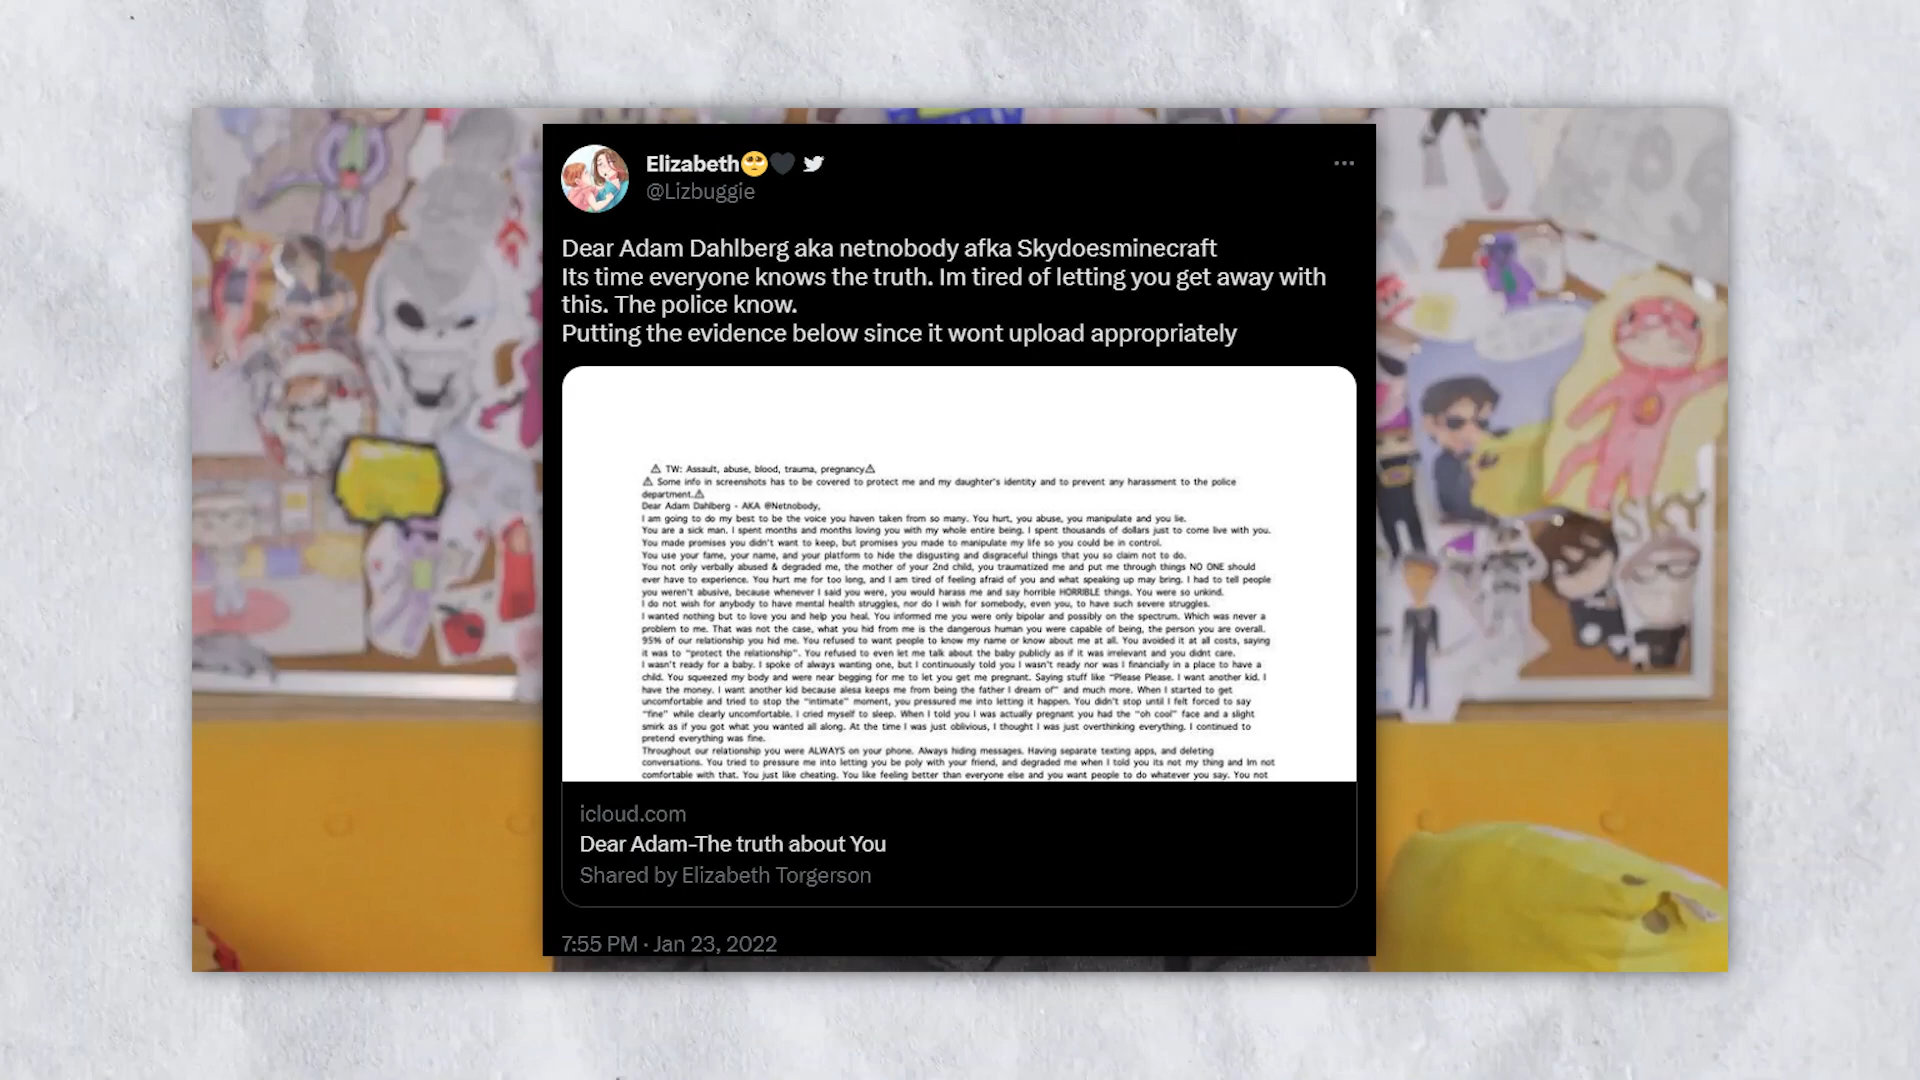 Elizabeth🥺🖤
@Lizbuggie
Dear Adam Dahlberg aka netnobody afka Skydoesminecraft
Its time everyone knows the truth. Im tired of letting you get away with
this. The police know.
Putting the evidence below since it wont upload appropriately
⚠ TW: Assault, abuse, blood, trauma, pregnancy⚠
⚠ Some info in screenshots has to be covered to protect me and my daughter's identity and to prevent any harassment to the police
department.⚠
Dear Adam Dahlberg - AKA @Netnobody,
I am going to do my best to be the voice you haven taken from so many. You hurt, you abuse, you manipulate and you lie.
You are a sick man. I spent months and months loving you with my whole entire being. I spent thousands of dollars just to come live with you.
You made promises you didn't want to keep, but promises you made to manipulate my life so you could be in control.
You use your fame, your name, and your platform to hide the disgusting and disgraceful things that you so claim not to do.
You not only verbally abused & degraded me, the mother of your 2nd child, you traumatized me and put me through things NO ONE should
ever have to experience. You hurt me for too long, and I am tired of feeling afraid of you and what speaking up may bring. I had to tell people
you weren't abusive, because whenever I said you were, you would harass me and say horrible HORRIBLE things. You were so unkind.
I do not wish for anybody to have mental health struggles, nor do I wish for somebody, even you, to have such severe struggles.
I wanted nothing but to love you and help you heal. You informed me you were only bipolar and possibly on the spectrum. Which was never a
problem to me. That was not the case, what you hid from me is the dangerous human you were capable of being, the person you are overall.
95% of our relationship you hid me. You refused to want people to know my name or know about me at all. You avoided it at all costs, saying
it was to "protect the relationship". You refused to even let me talk about the baby publicly as if it was irrelevant and you didnt care.
I wasn't ready for a baby. I spoke of always wanting one, but I continuously told you I wasn't ready nor was I financially in a place to have a
child. You squeezed my body and were near begging for me to let you get me pregnant. Saying stuff like "Please Please. I want another kid. I
have the money. I want another kid because alesa keeps me from being the father I dream of" and much more. When I started to get
uncomfortable and tried to stop the "intimate" moment, you pressured me into letting it happen. You didn't stop until I felt forced to say
"fine" while clearly uncomfortable. I cried myself to sleep. When I told you I was actually pregnant you had the "oh cool" face and a slight
smirk as if you got what you wanted all along. At the time I was just oblivious, I thought I was just overthinking everything. I continued to
pretend everything was fine.
Throughout our relationship you were ALWAYS on your phone. Always hiding messages. Having separate texting apps, and deleting
conversations. You tried to pressure me into letting you be poly with your friend, and degraded me when I told you its not my thing and Im not
comfortable with that. You just like cheating. You like feeling better than everyone else and you want people to do whatever you say. You not
icloud.com
Dear Adam-The truth about You
Shared by Elizabeth Torgerson
7:55 PM · Jan 23, 2022
SKY